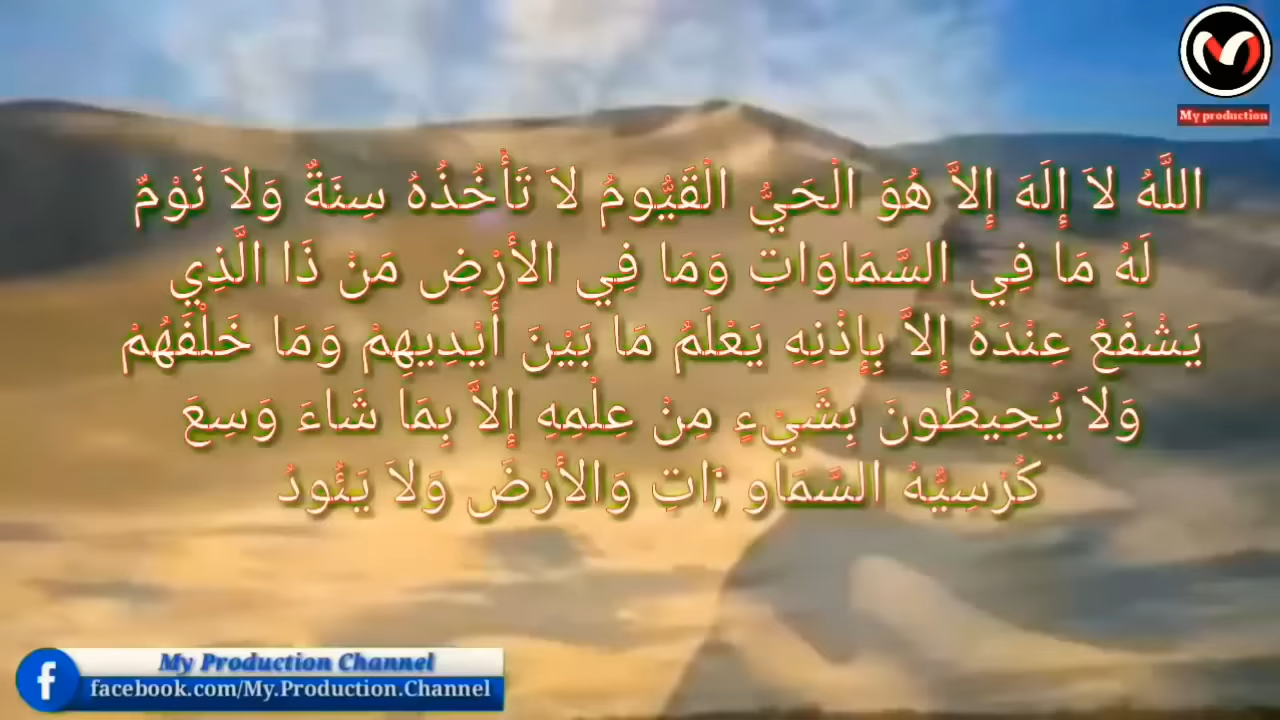 My production
اللَّهُ لاَ إِلَهَ إِلاَّ هُوَ الْحَيُّ الْقَيُّومُ لاَ تَأْخُذُهُ سِنَةٌ وَلاَ نَوْمٌ
لَهُ مَا فِي السَّمَاوَاتِ وَمَا فِي الأَرْضِ مَنْ ذَا الَّذِي
يَشْفَعُ عِنْدَهُ إِلاَّ بِإِذْنِهِ يَعْلَمُ مَا بَيْنَ أَيْدِيهِمْ وَمَا خَلْفَهُمْ
وَلاَ يُحِيطُونَ بِشَيْءٍ مِنْ عِلْمِهِ إِلاَّ بِمَا شَاءَ وَسِعَ
كُرْسِيُّهُ السَّمَاو ;َاتِ وَالأَرْضَ وَلاَ يَئُودُ
My Production Channel
facebook.com/My.Production.Channel